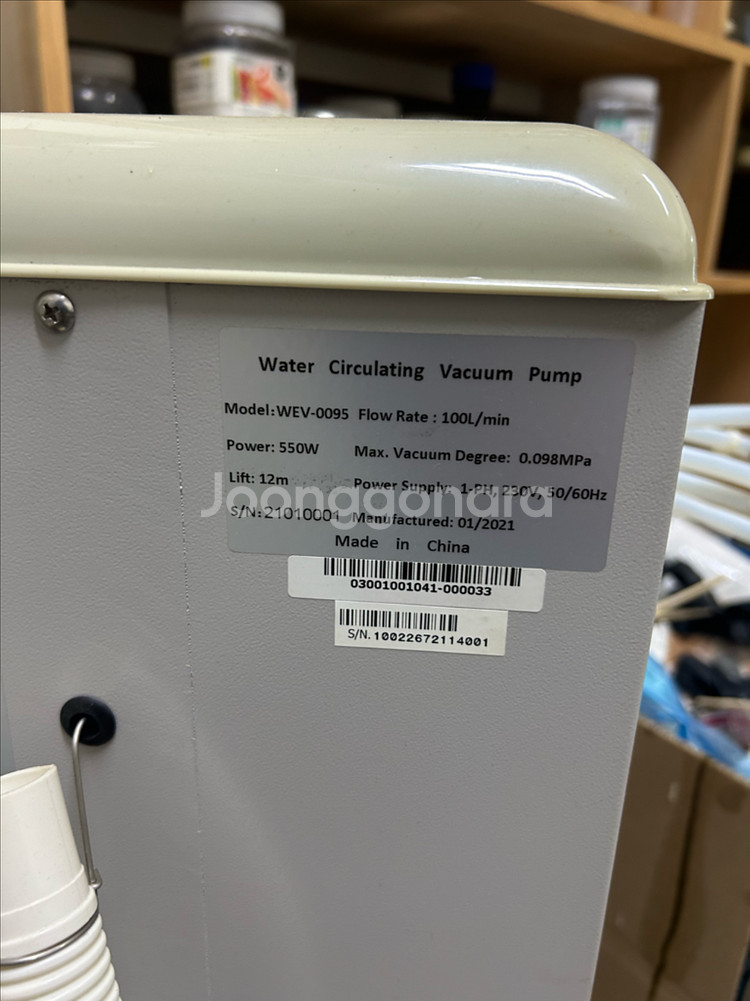 Water Circulating Vacuum Pump
Model:WEV-0095 Flow Rate : 100L/min
Power: 550W Max. Vacuum Degree: 0.098MPa
Lift: 12m Power Supply: 1-PH, 230V, 50/60Hz
Joonggonara
S/N:21010001 Manufactured: 01/2021
Made in China
03001001041-000033
S/N.10022672114001